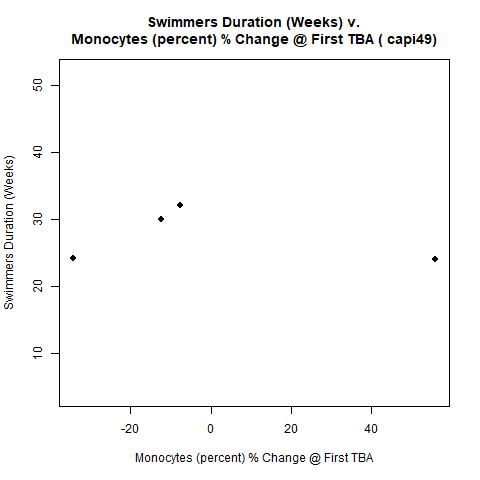 Swimmers Duration (Weeks) v.
Monocytes (percent) % Change @ First TBA ( capi49)
Swimmers Duration (Weeks)
50
40
30
20
10
-20
0
20
40
Monocytes (percent) % Change @ First TBA